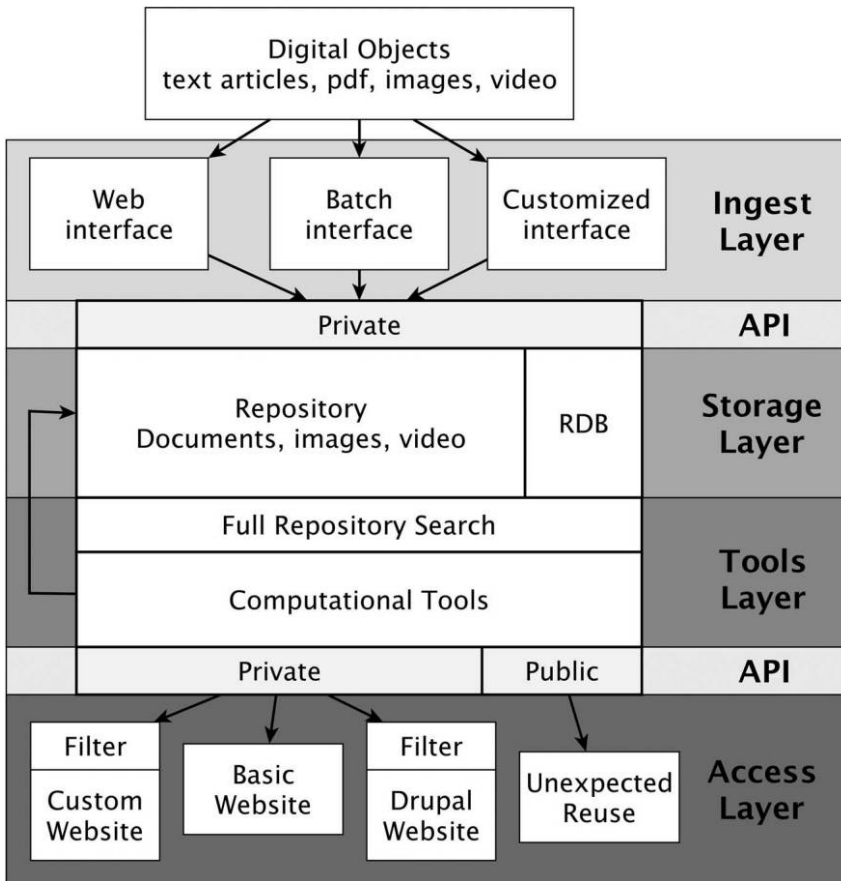 Digital Objects
text articles, pdf, images, video
Web
interface
Batch
interface
Customized
interface
Ingest
Layer
Private
API
Repository
Documents, images, video
RDB
Storage
Layer
Full Repository Search
Computational Tools
Tools
Layer
Private
Public
API
Filter
Custom
Website
Basic
Website
Filter
Drupal
Website
Unexpected
Reuse
Access
Layer